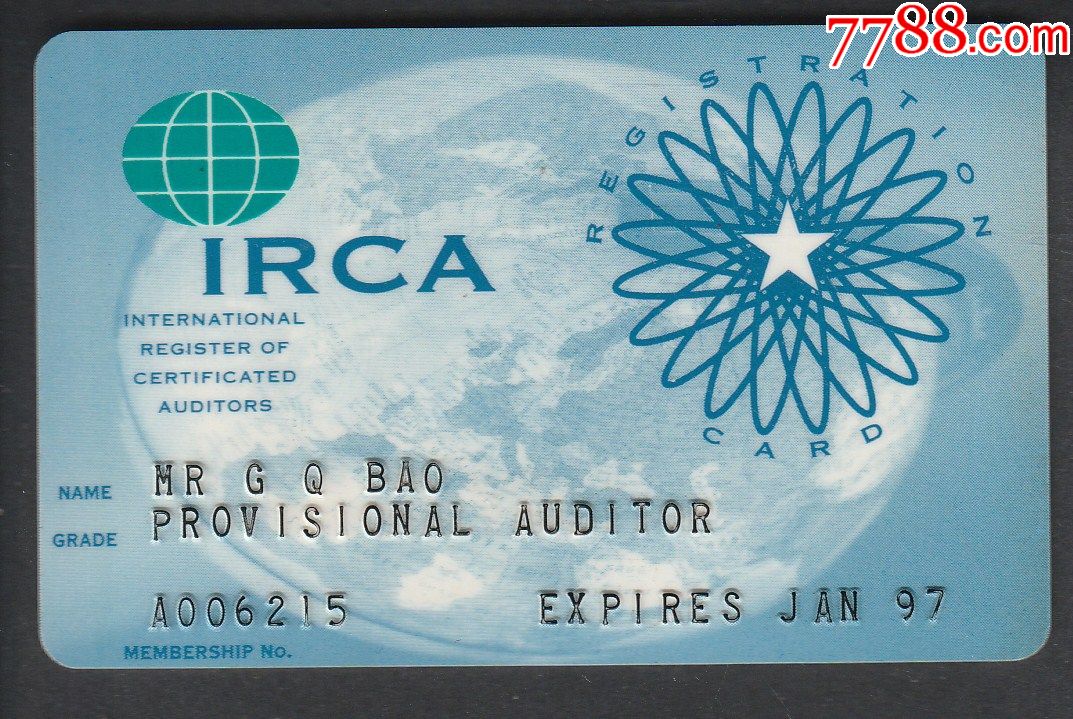 7788.com
REGISTRATION
CARD
IRCA
INTERNATIONAL
REGISTER OF
CERTIFICATED
AUDITORS
NAME MR G Q BAO
GRADE PROVISIONAL AUDITOR
A006215 EXPIRES JAN 97
MEMBERSHIP No.